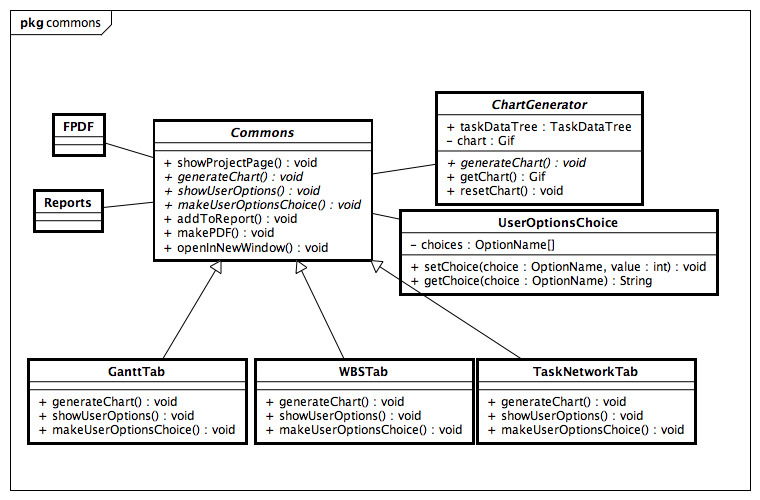 pkg commons
FPDF
Reports
Commons
+ showProjectPage() : void
+ generateChart() : void
+ showUserOptions() : void
+ makeUserOptionsChoice() : void
+ addToReport() : void
+ makePDF() : void
+ openInNewWindow() : void
ChartGenerator
+ taskDataTree : TaskDataTree
− chart : Gif
+ generateChart() : void
+ getChart() : Gif
+ resetChart() : void
UserOptionsChoice
− choices : OptionName[]
+ setChoice(choice : OptionName, value : int) : void
+ getChoice(choice : OptionName) : String
GanttTab
+ generateChart() : void
+ showUserOptions() : void
+ makeUserOptionsChoice() : void
WBSTab
+ generateChart() : void
+ showUserOptions() : void
+ makeUserOptionsChoice() : void
TaskNetworkTab
+ generateChart() : void
+ showUserOptions() : void
+ makeUserOptionsChoice() : void